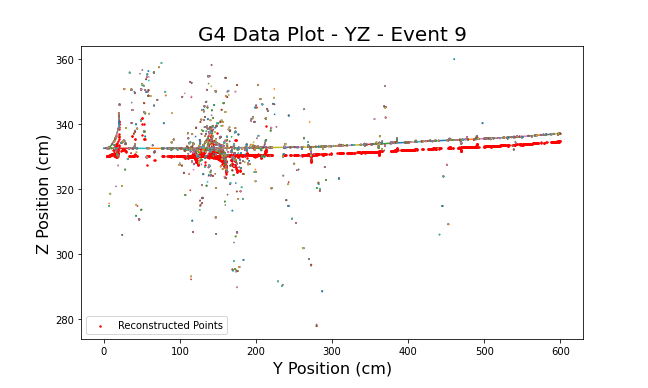 G4 Data Plot - YZ - Event 9
Z Position (cm)
360
340
320
300
280
Reconstructed Points
0 100 200 300 400 500 600
Y Position (cm)